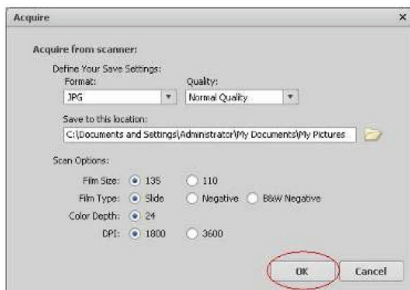 Acquire
Acquire from scanner:
Define Your Save Settings:
Format: Quality:
JPG Normal Quality
Save to this location:
C:\Documents and Settings\Administrator\My Documents\My Pictures
Scan Options:
Film Size: 135 110
Film Type: Slide Negative B&W Negative
Color Depth: 24
DPI: 1800 3600
OK Cancel